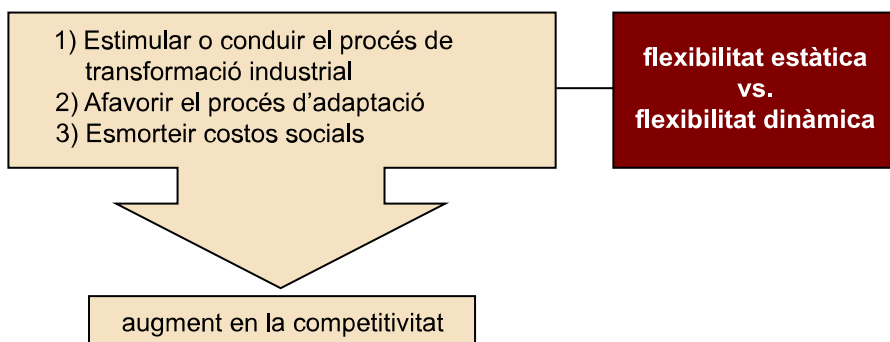 1) Estimular o conduir el procés de
transformació industrial
2) Afavorir el procés d'adaptació
3) Esmorteir costos socials
flexibilitat estàtica
vs.
flexibilitat dinàmica
augment en la competitivitat